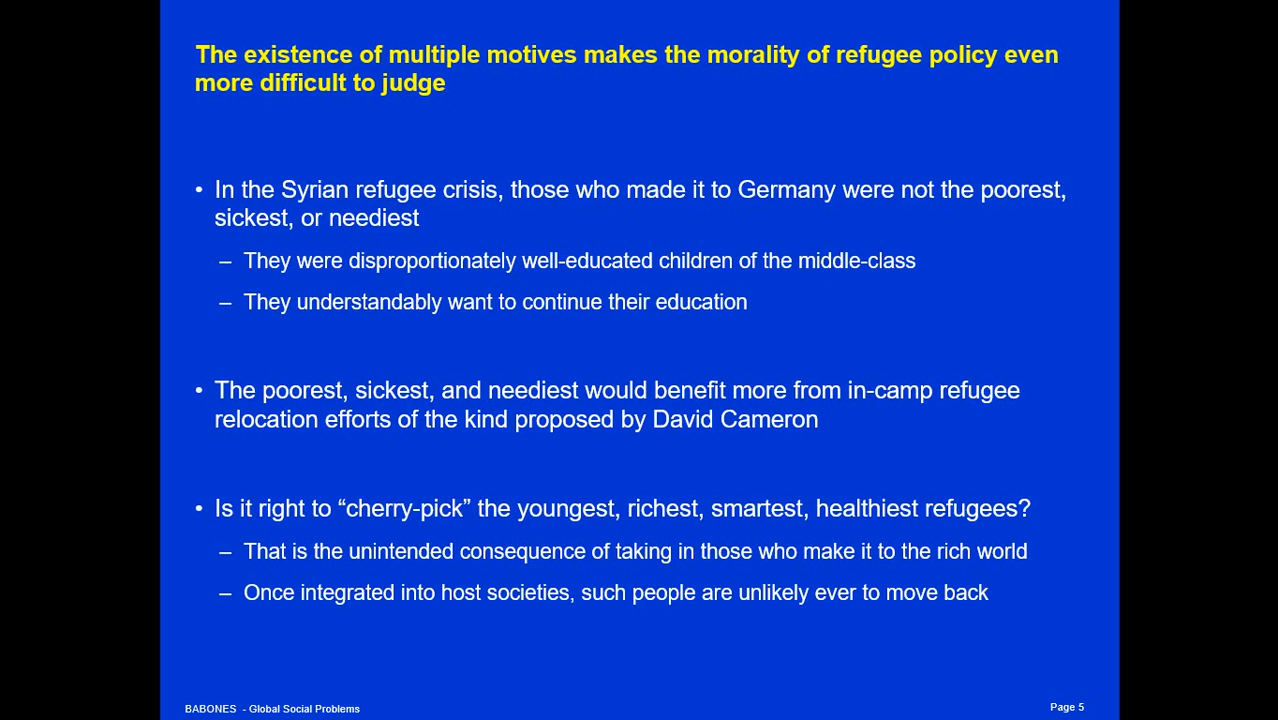 The existence of multiple motives makes the morality of refugee policy even
more difficult to judge
• In the Syrian refugee crisis, those who made it to Germany were not the poorest,
sickest, or neediest
– They were disproportionately well-educated children of the middle-class
– They understandably want to continue their education
• The poorest, sickest, and neediest would benefit more from in-camp refugee
relocation efforts of the kind proposed by David Cameron
• Is it right to “cherry-pick” the youngest, richest, smartest, healthiest refugees?
– That is the unintended consequence of taking in those who make it to the rich world
– Once integrated into host societies, such people are unlikely ever to move back
BABONES - Global Social Problems
Page 5